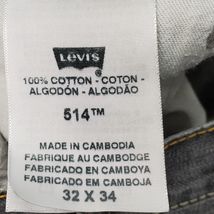 LEVI'S
100% COTTON - COTON -
ALGODÓN - ALGODÃO
514™
MADE IN CAMBODIA
FABRIQUE AU CAMBODGE
FABRICADO EN CAMBOYA
FABRICADO EM CAMBOJA
32 X 34